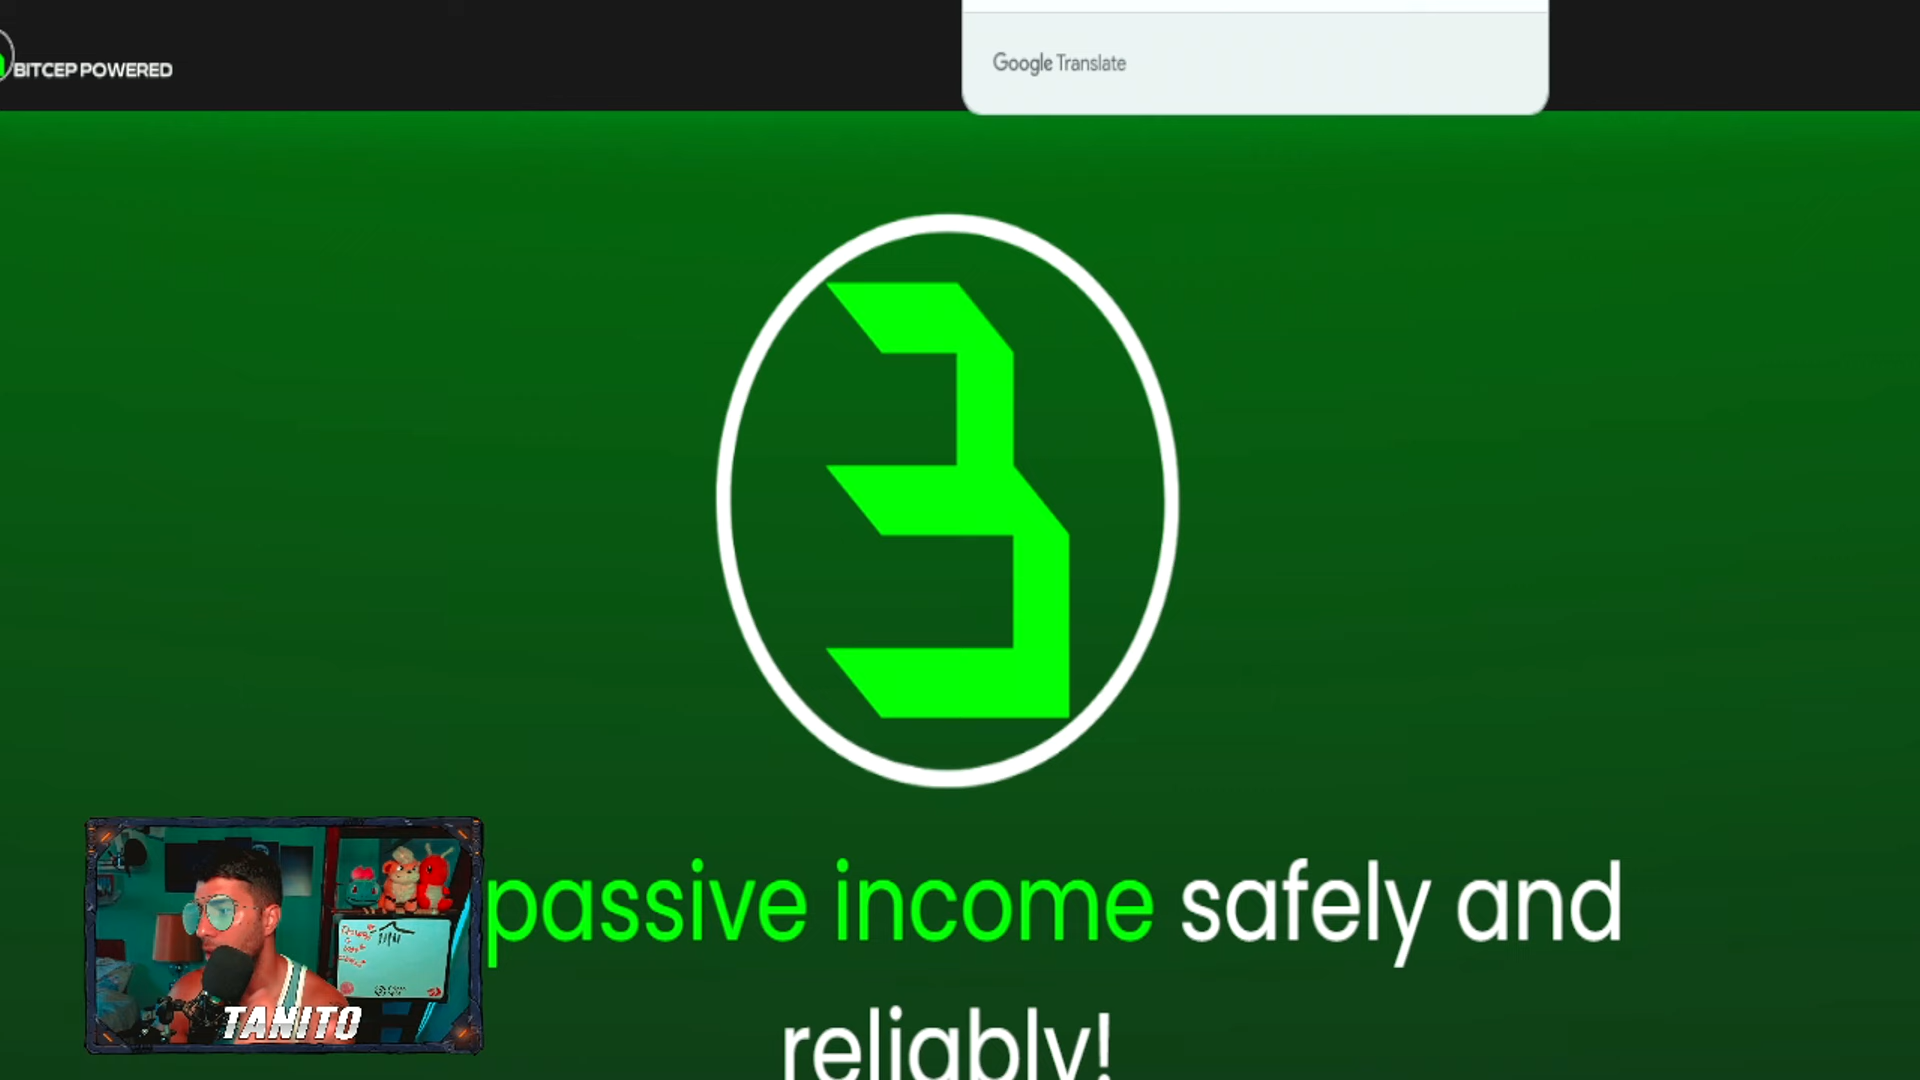 BITCEP POWERED
Google Translate
passive income safely and
reliably!
TANITO